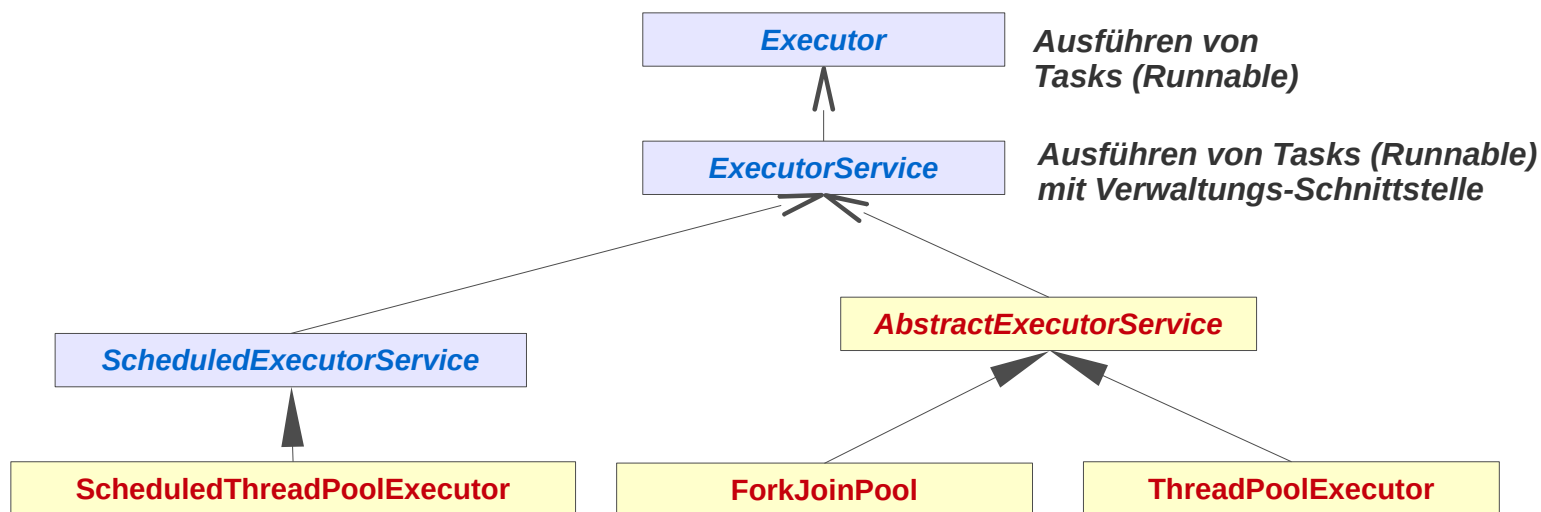 Executor
Ausführen von
Tasks (Runnable)
ExecutorService
Ausführen von Tasks (Runnable)
mit Verwaltungs-Schnittstelle
AbstractExecutorService
ScheduledExecutorService
ScheduledThreadPoolExecutor
ForkJoinPool
ThreadPoolExecutor